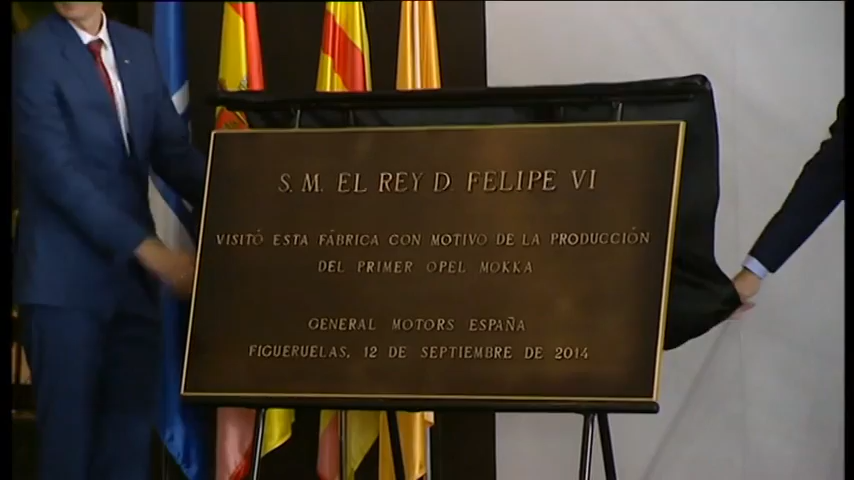 S. M. EL REY D. FELIPE VI
VISITÓ ESTA FÁBRICA CON MOTIVO DE LA PRODUCCIÓN
DEL PRIMER OPEL MOKKA
GENERAL MOTORS ESPAÑA
FIGUERUELAS, 12 DE SEPTIEMBRE DE 2014